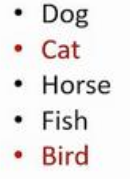 • Dog
• Cat
• Horse
• Fish
• Bird